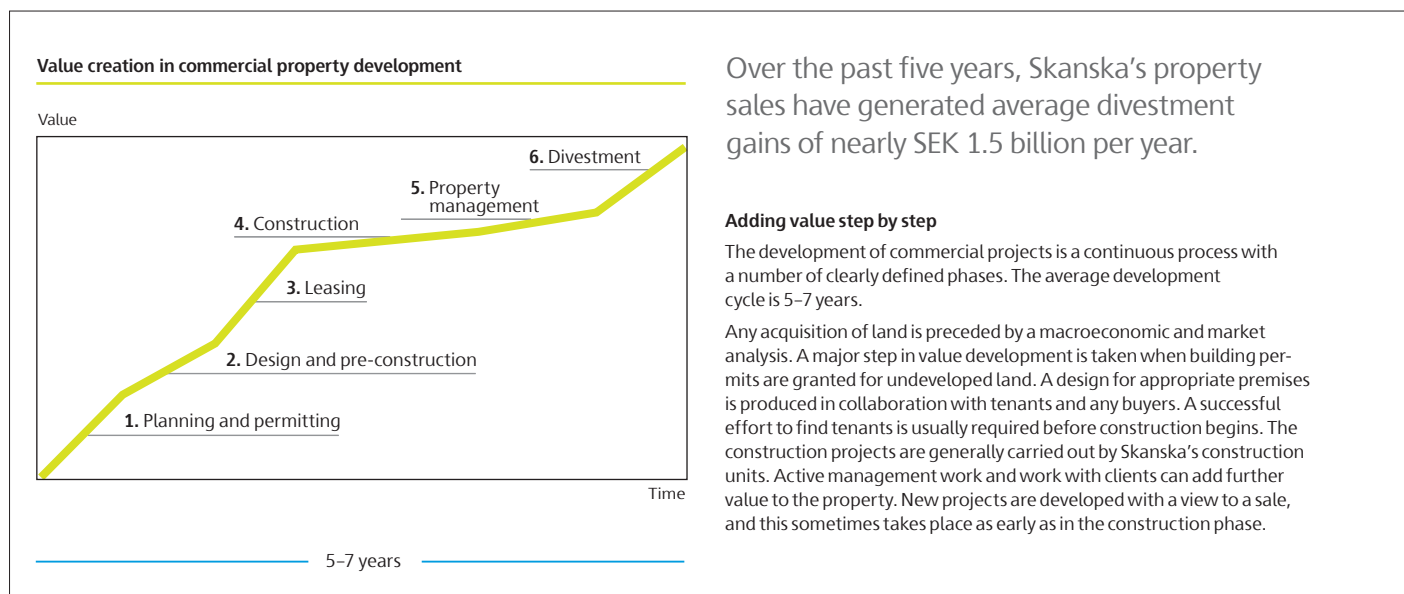 Value creation in commercial property development
Value
6. Divestment
5. Property
management
4. Construction
3. Leasing
2. Design and pre-construction
1. Planning and permitting
Time
5–7 years
Over the past five years, Skanska’s property
sales have generated average divestment
gains of nearly SEK 1.5 billion per year.
Adding value step by step
The development of commercial projects is a continuous process with
a number of clearly defined phases. The average development
cycle is 5–7 years.
Any acquisition of land is preceded by a macroeconomic and market
analysis. A major step in value development is taken when building per-
mits are granted for undeveloped land. A design for appropriate premises
is produced in collaboration with tenants and any buyers. A successful
effort to find tenants is usually required before construction begins. The
construction projects are generally carried out by Skanska’s construction
units. Active management work and work with clients can add further
value to the property. New projects are developed with a view to a sale,
and this sometimes takes place as early as in the construction phase.